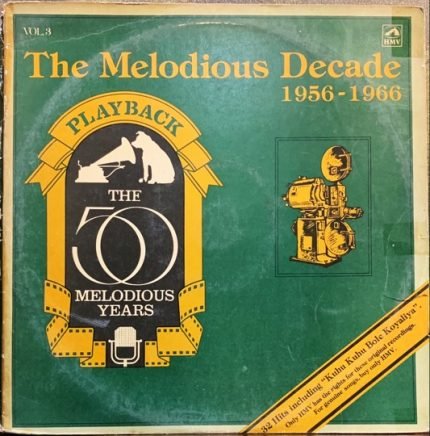 VOL.3
HMV
The Melodious Decade
1956-1966
PLAYBACK
THE
50
MELODIOUS
YEARS
32 Hits including "Kuhu Kuhu Bole Koyaliya".
Only HMV has the rights for these original recordings.
For genuine songs, buy only HMV.